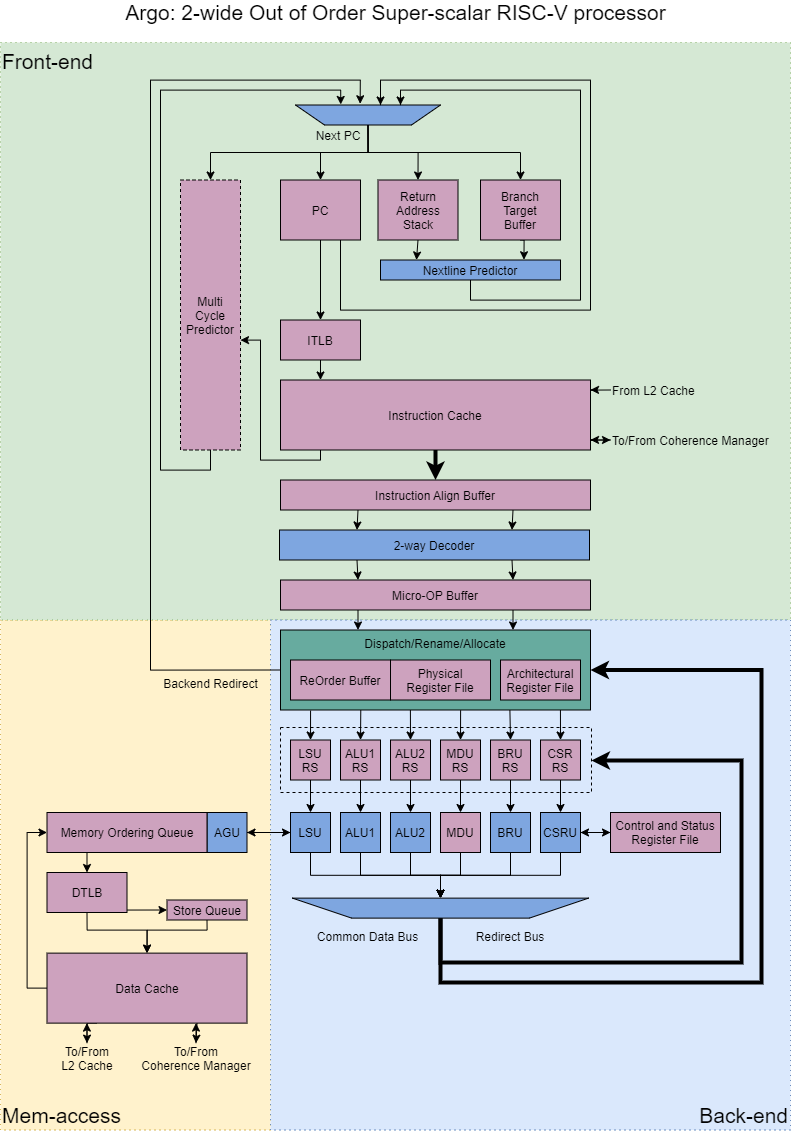 Argo: 2-wide Out of Order Super-scalar RISC-V processor
Front-end
Next PC
PC
Return
Address
Stack
Branch
Target
Buffer
Nextline Predictor
Multi
Cycle
Predictor
ITLB
Instruction Cache
From L2 Cache
To/From Coherence Manager
Instruction Align Buffer
2-way Decoder
Micro-OP Buffer
Dispatch/Rename/Allocate
ReOrder Buffer
Physical
Register File
Architectural
Register File
Backend Redirect
LSU
RS
ALU1
RS
ALU2
RS
MDU
RS
BRU
RS
CSR
RS
Memory Ordering Queue
AGU
LSU
ALU1
ALU2
MDU
BRU
CSRU
Control and Status
Register File
DTLB
Store Queue
Common Data Bus
Redirect Bus
Data Cache
To/From
L2 Cache
To/From
Coherence Manager
Mem-access
Back-end